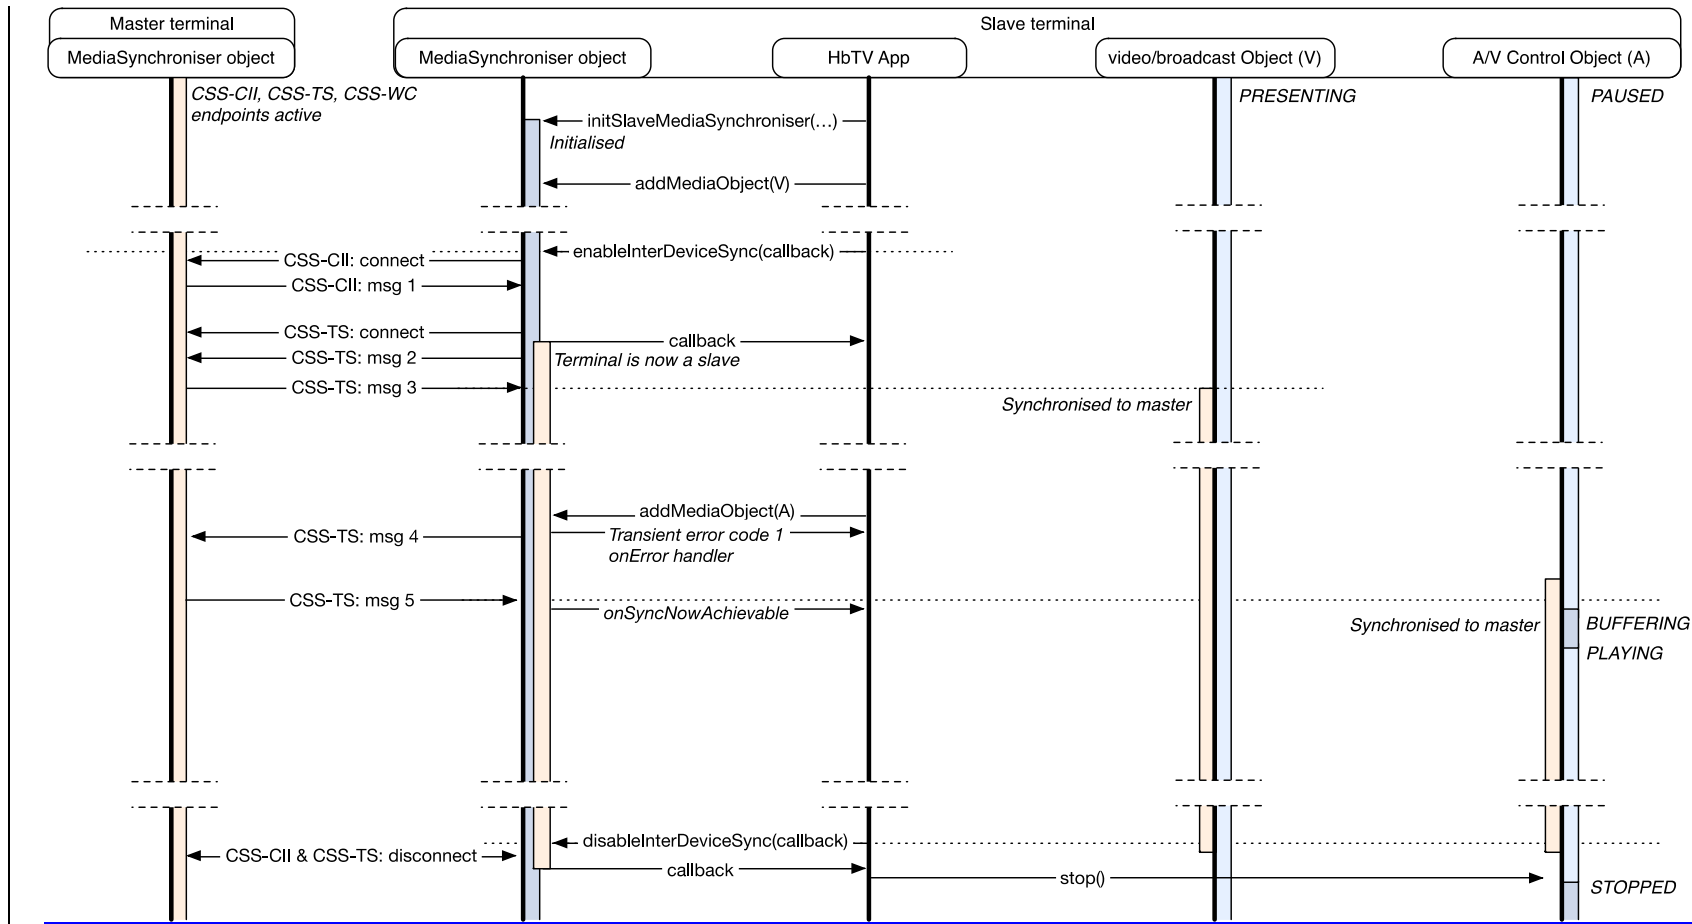 Master terminal
Slave terminal
MediaSynchroniser object
MediaSynchroniser object
HbTV App
video/broadcast Object (V)
A/V Control Object (A)
CSS-CII, CSS-TS, CSS-WC
endpoints active
PRESENTING
PAUSED
initSlaveMediaSynchroniser(…)
Initialised
addMediaObject(V)
enableInterDeviceSync(callback)
CSS-CII: connect
CSS-CII: msg 1
CSS-TS: connect
callback
CSS-TS: msg 2
Terminal is now a slave
CSS-TS: msg 3
Synchronised to master
addMediaObject(A)
CSS-TS: msg 4
Transient error code 1
onError handler
CSS-TS: msg 5
onSyncNowAchievable
Synchronised to master
BUFFERING
PLAYING
disableInterDeviceSync(callback)
CSS-CII & CSS-TS: disconnect
callback
stop()
STOPPED